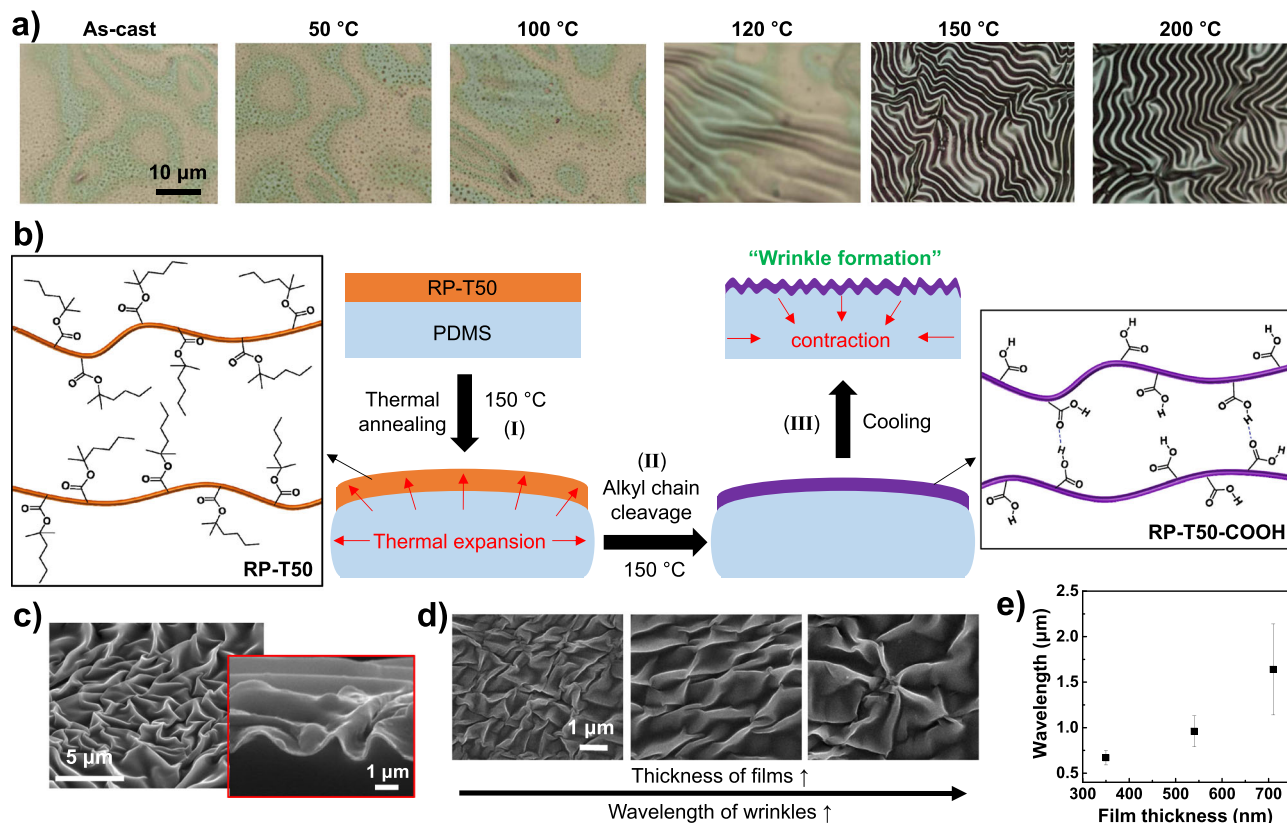 a)
As-cast
50 °C
100 °C
120 °C
150 °C
200 °C
10 µm
b)
RP-T50
RP-T50
PDMS
Thermal
annealing
150 °C
(I)
Thermal expansion
(II)
Alkyl chain
cleavage
150 °C
"Wrinkle formation"
contraction
(III)
Cooling
RP-T50-COOH
c)
5 µm
1 µm
d)
1 µm
Thickness of films ↑
Wavelength of wrinkles ↑
e)
Wavelength (µm)
2.5
2.0
1.5
1.0
0.5
300 400 500 600 700
Film thickness (nm)